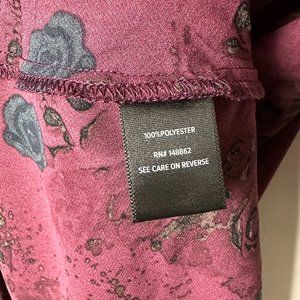 100%POLYESTER
RN# 148862
SEE CARE ON REVERSE